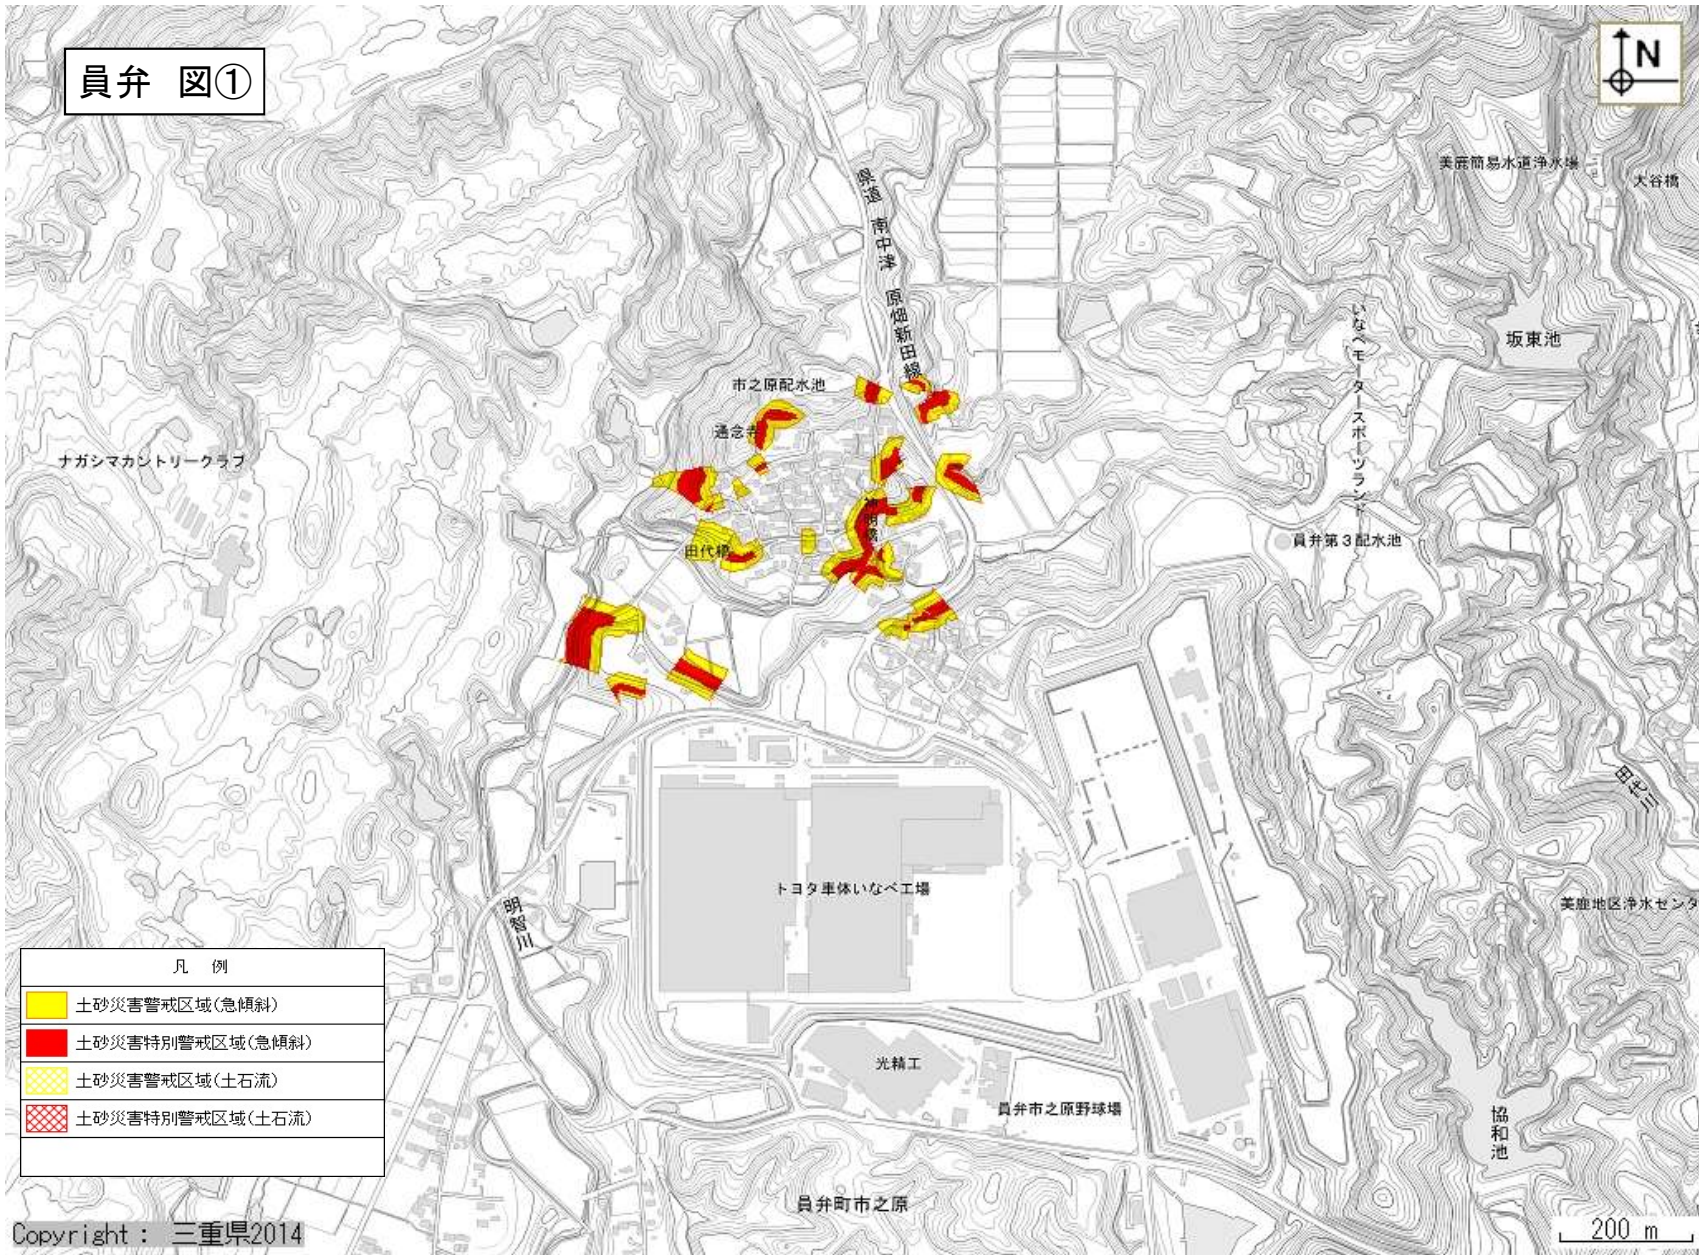 員弁 図①
N
美鹿簡易水道浄水場
大谷橋
県道 南中津原畑新田線
いなべモータースポーツランド
坂東池
市之原配水池
通念寺
ナガシマカントリークラブ
神明橋
田代橋
員弁第3配水池
田代川
トヨタ車体いなべ工場
美鹿地区浄水センタ
明智川
凡 例
土砂災害警戒区域(急傾斜)
土砂災害特別警戒区域(急傾斜)
土砂災害警戒区域(土石流)
土砂災害特別警戒区域(土石流)
光精工
員弁市之原野球場
協和池
員弁町市之原
Copyright : 三重県2014
200 m